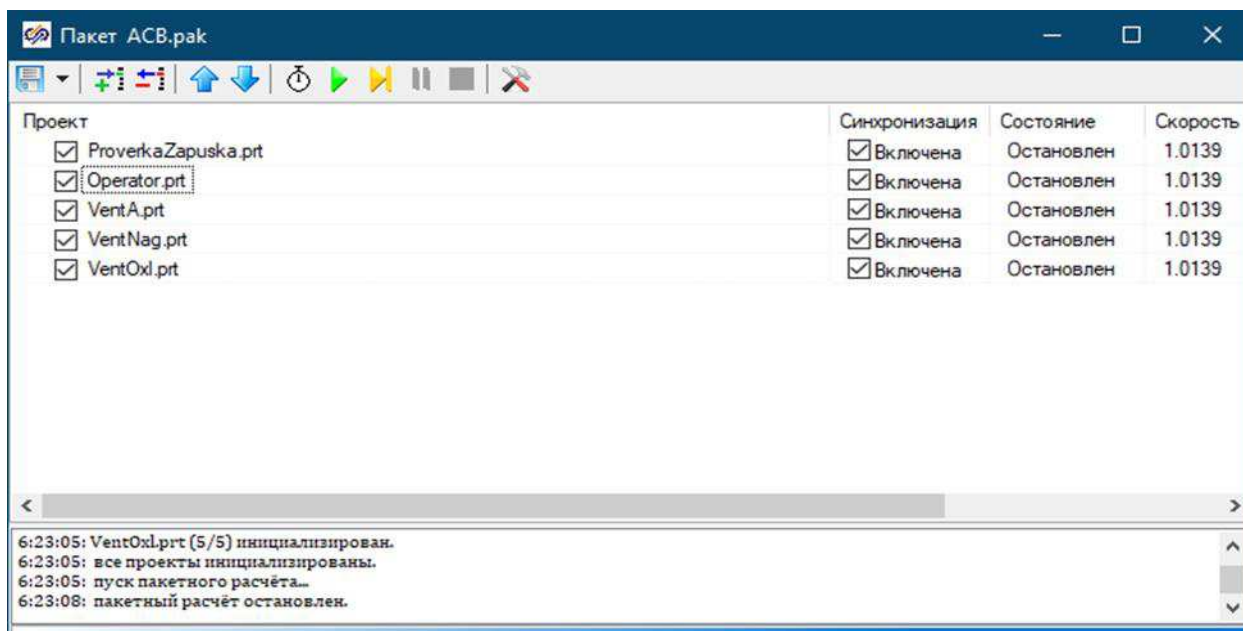 Пакет АСВ.pak
Проект Синхронизация Состояние Скорость
ProverkaZapuska.prt Включена Остановлен 1.0139
Operator.prt Включена Остановлен 1.0139
VentA.prt Включена Остановлен 1.0139
VentNag.prt Включена Остановлен 1.0139
VentOxl.prt Включена Остановлен 1.0139
6:23:05: VentOxl.prt (5/5) инициализирован.
6:23:05: все проекты инициализированы.
6:23:05: пуск пакетного расчёта...
6:23:08: пакетный расчёт остановлен.